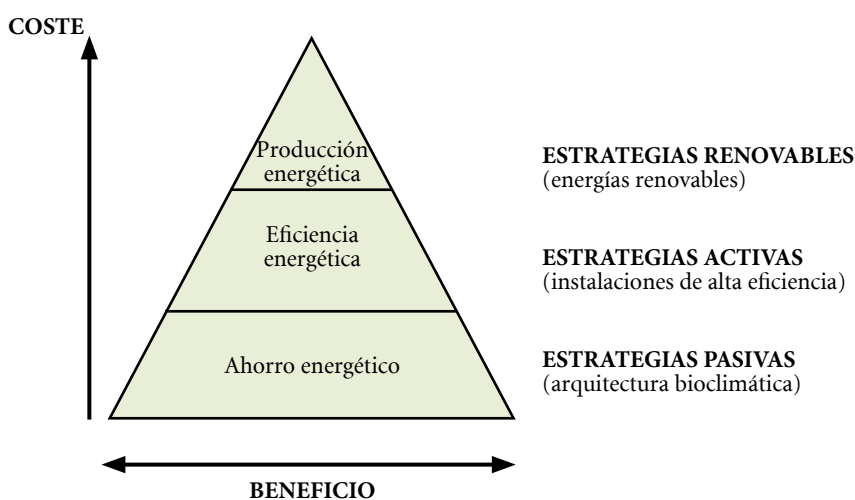 COSTE
Producción
energética
ESTRATEGIAS RENOVABLES
(energías renovables)
Eficiencia
energética
ESTRATEGIAS ACTIVAS
(instalaciones de alta eficiencia)
Ahorro energético
ESTRATEGIAS PASIVAS
(arquitectura bioclimática)
BENEFICIO